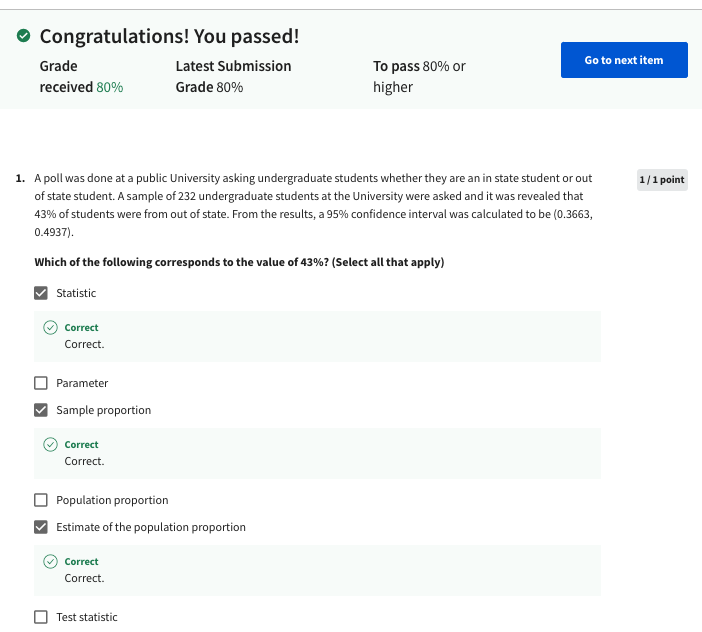 Congratulations! You passed!
Grade received 80%
Latest Submission Grade 80%
To pass 80% or higher
Go to next item
1. A poll was done at a public University asking undergraduate students whether they are an in state student or out
of state student. A sample of 232 undergraduate students at the University were asked and it was revealed that
43% of students were from out of state. From the results, a 95% confidence interval was calculated to be (0.3663,
0.4937).
1 / 1 point
Which of the following corresponds to the value of 43%? (Select all that apply)
Statistic
Correct
Correct.
Parameter
Sample proportion
Correct
Correct.
Population proportion
Estimate of the population proportion
Correct
Correct.
Test statistic